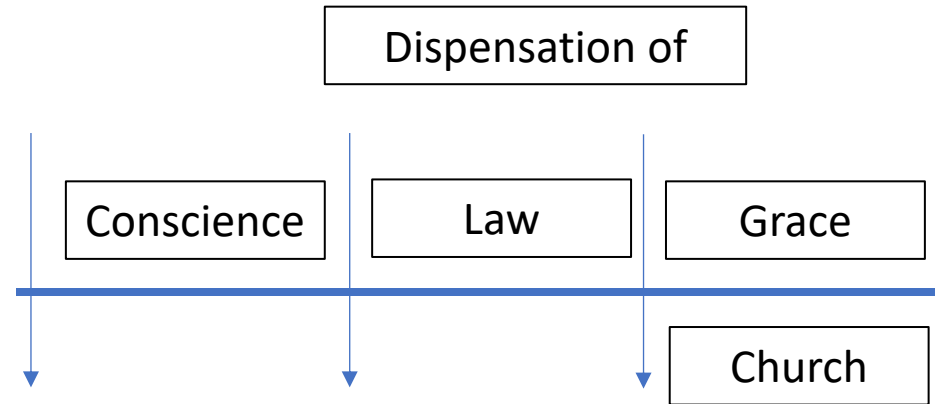 Dispensation of
Conscience
Law
Grace
Church